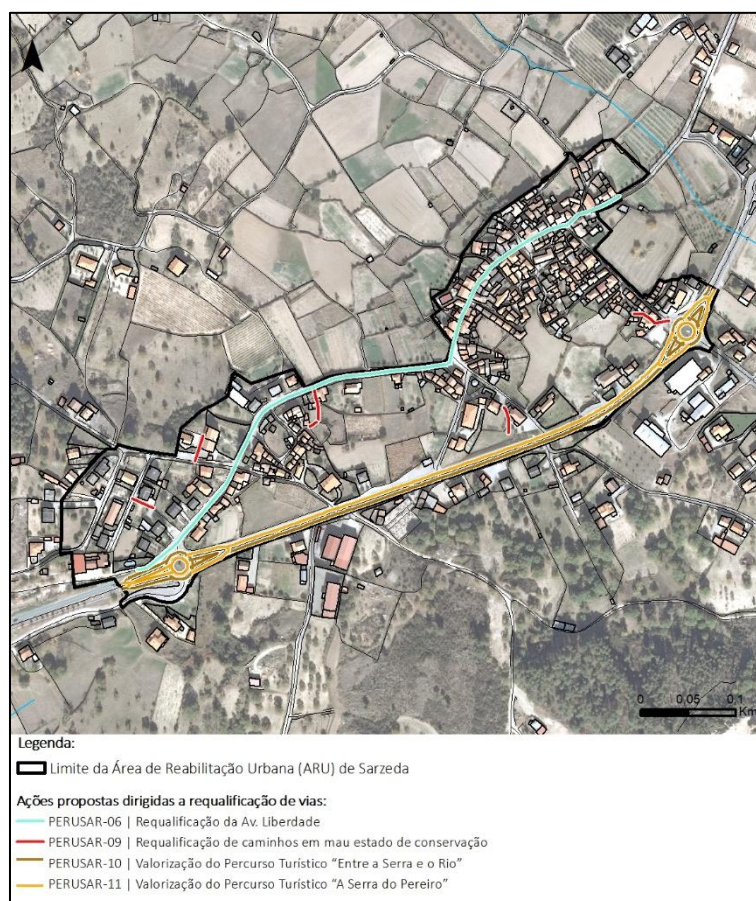 N
0 0,05 0,1
Km
Legenda:
Limite da Área de Reabilitação Urbana (ARU) de Sarzeda
Ações propostas dirigidas a requalificação de vias:
PERUSAR-06 | Requalificação da Av. Liberdade
PERUSAR-09 | Requalificação de caminhos em mau estado de conservação
PERUSAR-10 | Valorização do Percurso Turístico “Entre a Serra e o Rio”
PERUSAR-11 | Valorização do Percurso Turístico “A Serra do Pereiro”